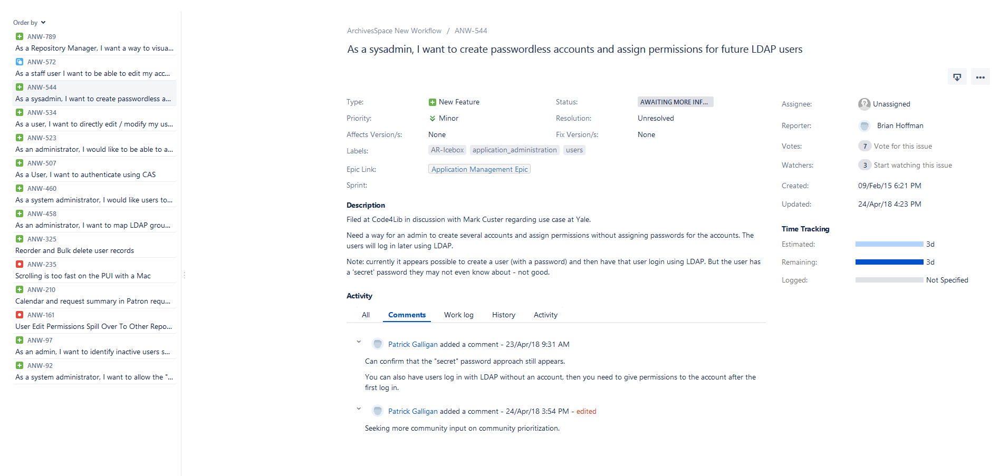 Order by
ANW-789
As a Repository Manager, I want a way to visua...
ANW-572
As a staff user I want to be able to edit my acc...
ANW-544
As a sysadmin, I want to create passwordless a...
ANW-534
As a user, I want to directly edit / modify my us...
ANW-523
As an administrator, I would like to be able to a...
ANW-507
As a User, I want to authenticate using CAS
ANW-460
As a system administrator, I would like users to...
ANW-458
As an administrator, I want to map LDAP grou...
ANW-325
Reorder and Bulk delete user records
ANW-235
Scrolling is too fast on the PUI with a Mac
ANW-210
Calendar and request summary in Patron requ...
ANW-161
User Edit Permissions Spill Over To Other Repo...
ANW-97
As an admin, I want to identify inactive users s...
ANW-92
As a system administrator, I want to allow the "...
ArchivesSpace New Workflow / ANW-544
As a sysadmin, I want to create passwordless accounts and assign permissions for future LDAP users
Type: New Feature
Status: AWAITING MORE INF...
Priority: Minor
Resolution: Unresolved
Affects Version/s: None
Fix Version/s: None
Labels: AR-Icebox application_administration users
Epic Link: Application Management Epic
Sprint:
Description
Filed at Code4Lib in discussion with Mark Custer regarding use case at Yale.
Need a way for an admin to create several accounts and assign permissions without assigning passwords for the accounts. The
users will log in later using LDAP.
Note: currently it appears possible to create a user (with a password) and then have that user login using LDAP. But the user has
a 'secret' password they may not even know about - not good.
Activity
All Comments Work log History Activity
Patrick Galligan added a comment - 23/Apr/18 9:31 AM
Can confirm that the "secret" password approach still appears.
You can also have users log in with LDAP without an account, then you need to give permissions to the account after the
first log in.
Patrick Galligan added a comment - 24/Apr/18 3:54 PM - edited
Seeking more community input on community prioritization.
Assignee: Unassigned
Reporter: Brian Hoffman
Votes: 7 Vote for this issue
Watchers: 3 Start watching this issue
Created: 09/Feb/15 6:21 PM
Updated: 24/Apr/18 4:23 PM
Time Tracking
Estimated: 3d
Remaining: 3d
Logged: Not Specified